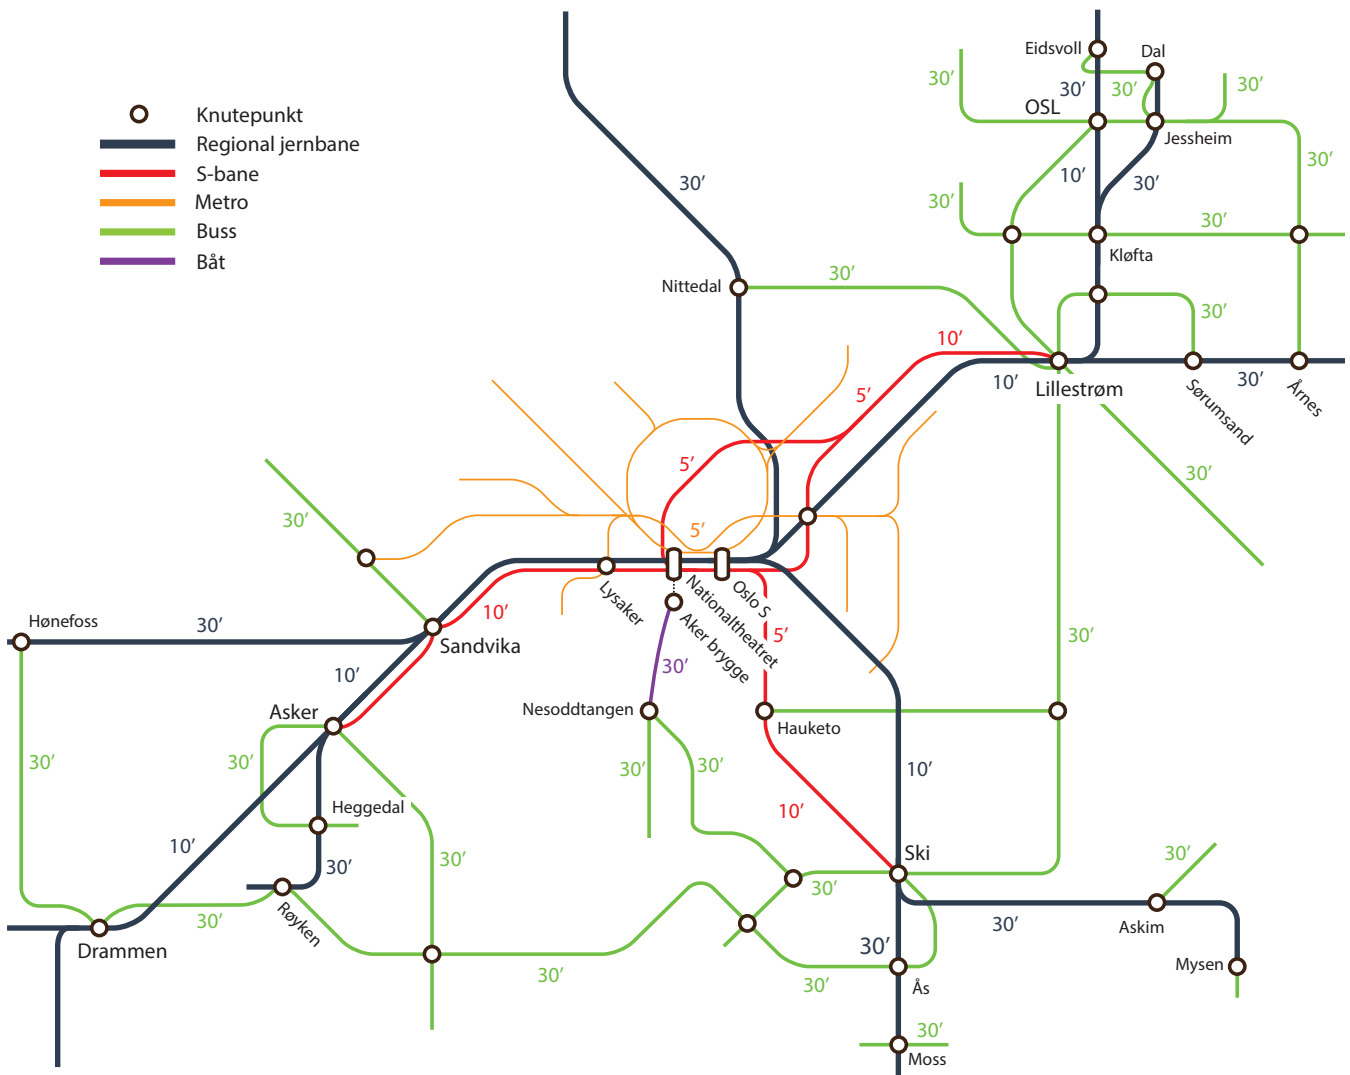 Knutepunkt
Regional jernbane
S-bane
Metro
Buss
Båt
Eidsvoll
Dal
30’
30’
30’
30’
OSL
Jessheim
30’
10’
30’
30’
30’
30’
Kløfta
Nittedal
30’
30’
10’
10’
Lillestrøm
Sørumsand
30’
Årnes
5’
5’
30’
30’
5’
Lysaker
Nationaltheatret
Oslo S
Aker brygge
Hønefoss
30’
10’
Sandvika
10’
30’
5’
30’
Asker
Nesoddtangen
Hauketo
30’
30’
30’
30’
10’
Heggedal
10’
10’
30’
30’
Ski
30’
30’
30’
Røyken
Drammen
30’
30’
30’
30’
Askim
Mysen
Ås
30’
Moss